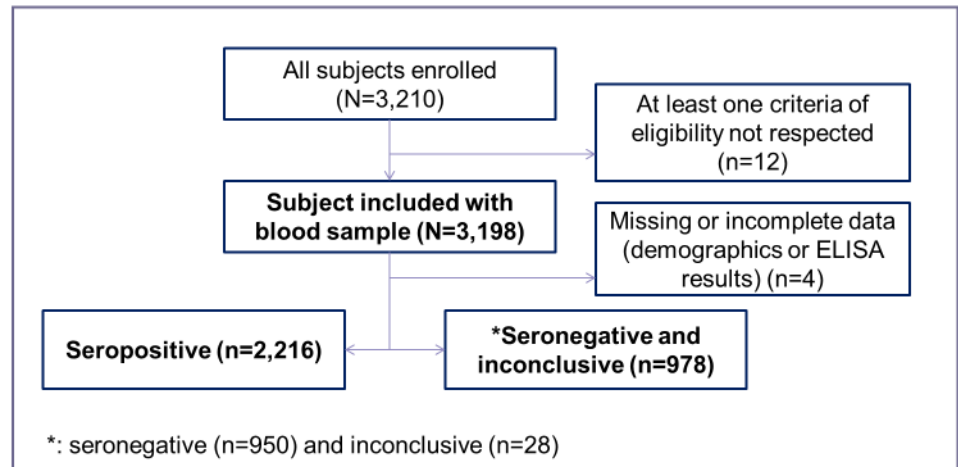 All subjects enrolled
(N=3,210)
At least one criteria of
eligibility not respected
(n=12)
Subject included with
blood sample (N=3,198)
Missing or incomplete data
(demographics or ELISA
results) (n=4)
Seropositive (n=2,216)
*Seronegative and
inconclusive (n=978)
*: seronegative (n=950) and inconclusive (n=28)